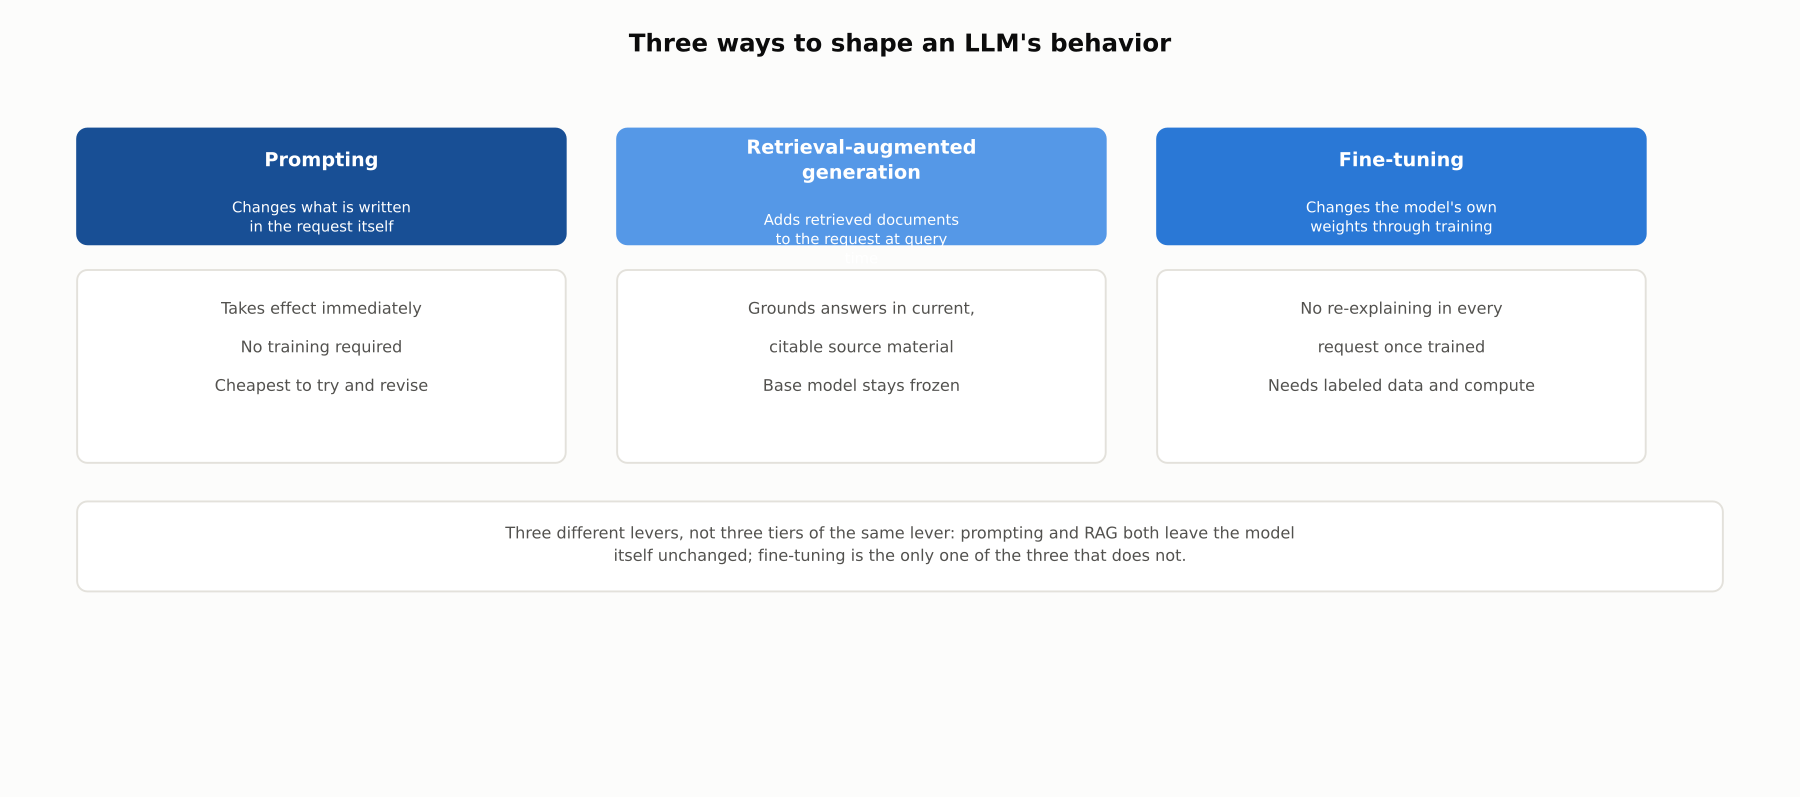 Three ways to shape an LLM's behavior
Prompting
Changes what is written
in the request itself
Retrieval-augmented
generation
Adds retrieved documents
to the request at query
Fine-tuning
Changes the model's own
weights through training
Takes effect immediately
No training required
Cheapest to try and revise
Grounds answers in current,
citable source material
Base model stays frozen
No re-explaining in every
request once trained
Needs labeled data and compute
Three different levers, not three tiers of the same lever: prompting and RAG both leave the model
itself unchanged; fine-tuning is the only one of the three that does not.